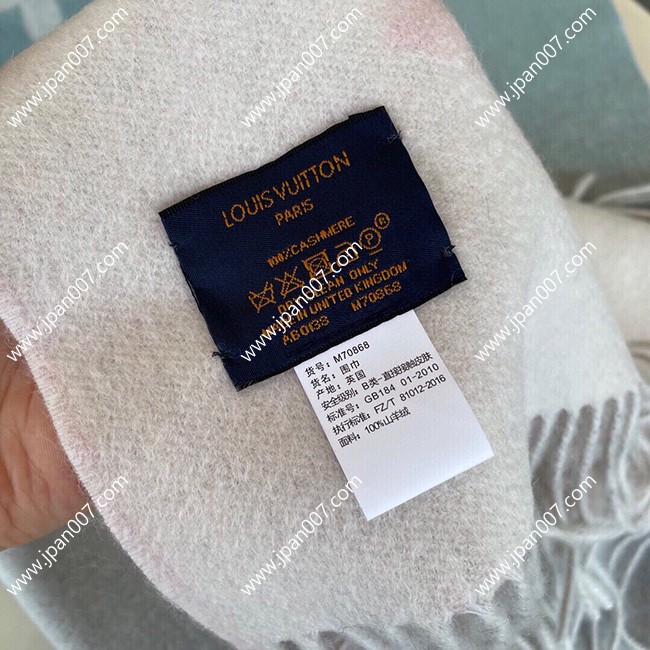 www.jpan007.com
LOUIS VUITTON
PARIS
100%CASHMERE
DRY CLEAN ONLY
MADE IN UNITED KINGDOM
AB0138 M70868
货号: M70868
货名: 围巾
产地: 英国
安全级别: B类-直接接触皮肤
标准号: GB184 01-2010
执行标准: FZ/T 81012-2016
面料: 100%山羊绒